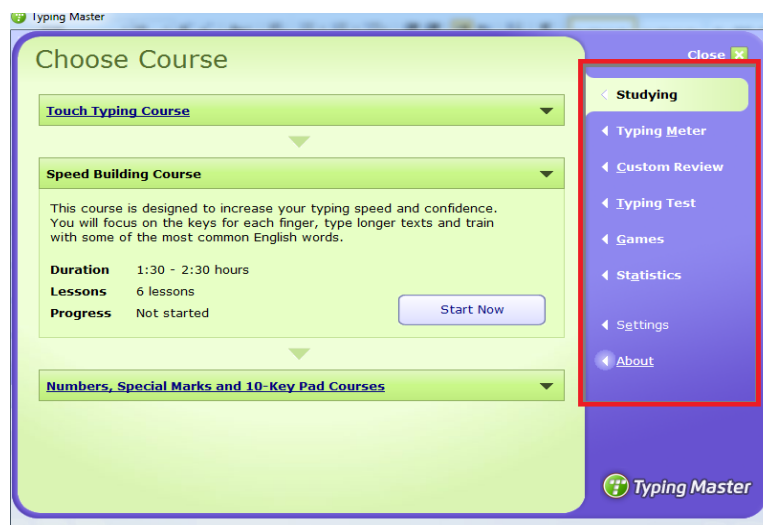 Typing Master
Choose Course
Close
Touch Typing Course
Speed Building Course
This course is designed to increase your typing speed and confidence.
You will focus on the keys for each finger, type longer texts and train
with some of the most common English words.
Duration 1:30 - 2:30 hours
Lessons 6 lessons
Progress Not started
Start Now
Numbers, Special Marks and 10-Key Pad Courses
Studying
Typing Meter
Custom Review
Typing Test
Games
Statistics
Settings
About
Typing Master